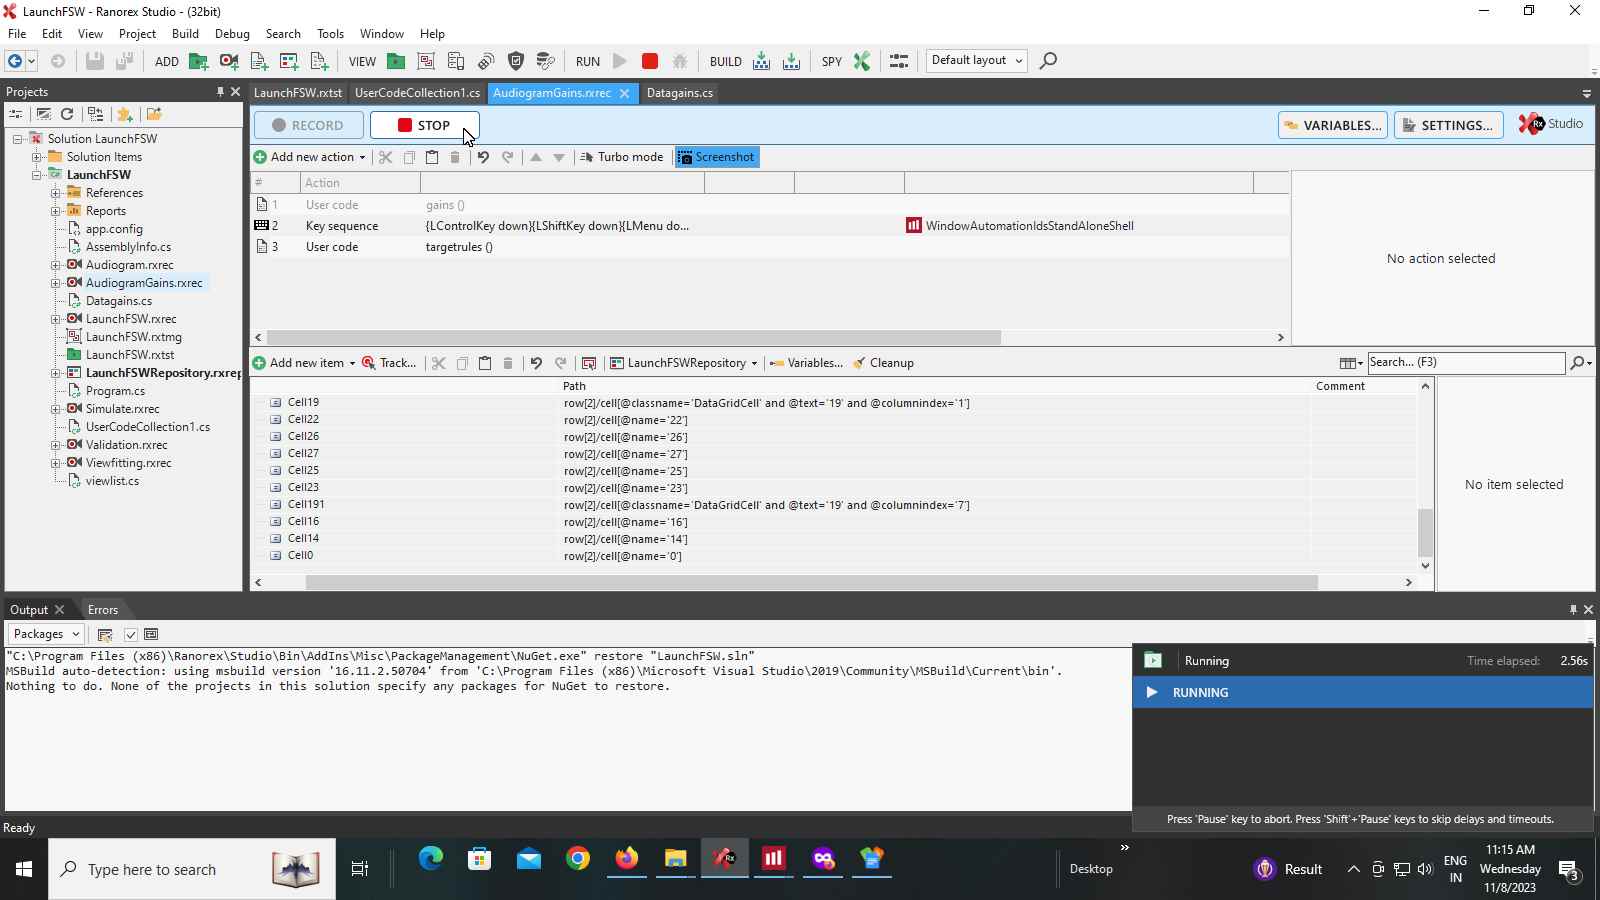 LaunchFSW - Ranorex Studio - (32bit)
File Edit View Project Build Debug Search Tools Window Help
ADD VIEW RUN BUILD SPY Default layout
Projects
LaunchFSW.rxtst UserCodeCollection1.cs AudiogramGains.rxrec Datagains.cs
RECORD STOP VARIABLES... SETTINGS... Rx Studio
Add new action Turbo mode Screenshot
# Action
1 User code gains ()
2 Key sequence {LControlKey down}{LShiftKey down}{LMenu do... WindowAutomationIdsStandAloneShell
3 User code targetrules ()
No action selected
Solution LaunchFSW
Solution Items
LaunchFSW
References
Reports
app.config
AssemblyInfo.cs
Audiogram.rxrec
AudiogramGains.rxrec
Datagains.cs
LaunchFSW.rxrec
LaunchFSW.rxtmg
LaunchFSW.rxtst
LaunchFSWRepository.rxrep
Program.cs
Simulate.rxrec
UserCodeCollection1.cs
Validation.rxrec
Viewfitting.rxrec
viewlist.cs
Add new item Track... LaunchFSWRepository Variables... Cleanup Search... (F3)
Path Comment
Cell19 row[2]/cell[@classname='DataGridCell' and @text='19' and @columnindex='1']
Cell22 row[2]/cell[@name='22']
Cell26 row[2]/cell[@name='26']
Cell27 row[2]/cell[@name='27']
Cell25 row[2]/cell[@name='25']
Cell23 row[2]/cell[@name='23']
Cell191 row[2]/cell[@classname='DataGridCell' and @text='19' and @columnindex='7']
Cell16 row[2]/cell[@name='16']
Cell14 row[2]/cell[@name='14']
Cell0 row[2]/cell[@name='0']
No item selected
Output Errors
Packages
"C:\Program Files (x86)\Ranorex\Studio\Bin\AddIns\Misc\PackageManagement\NuGet.exe" restore "LaunchFSW.sln"
MSBuild auto-detection: using msbuild version '16.11.2.50704' from 'C:\Program Files (x86)\Microsoft Visual Studio\2019\Community\MSBuild\Current\bin'.
Nothing to do. None of the projects in this solution specify any packages for NuGet to restore.
Running Time elapsed: 2.56s
RUNNING
Press 'Pause' key to abort. Press 'Shift'+'Pause' keys to skip delays and timeouts.
Ready
Type here to search
Rx
Desktop
Result
ENG
IN
11:15 AM
Wednesday
11/8/2023
3